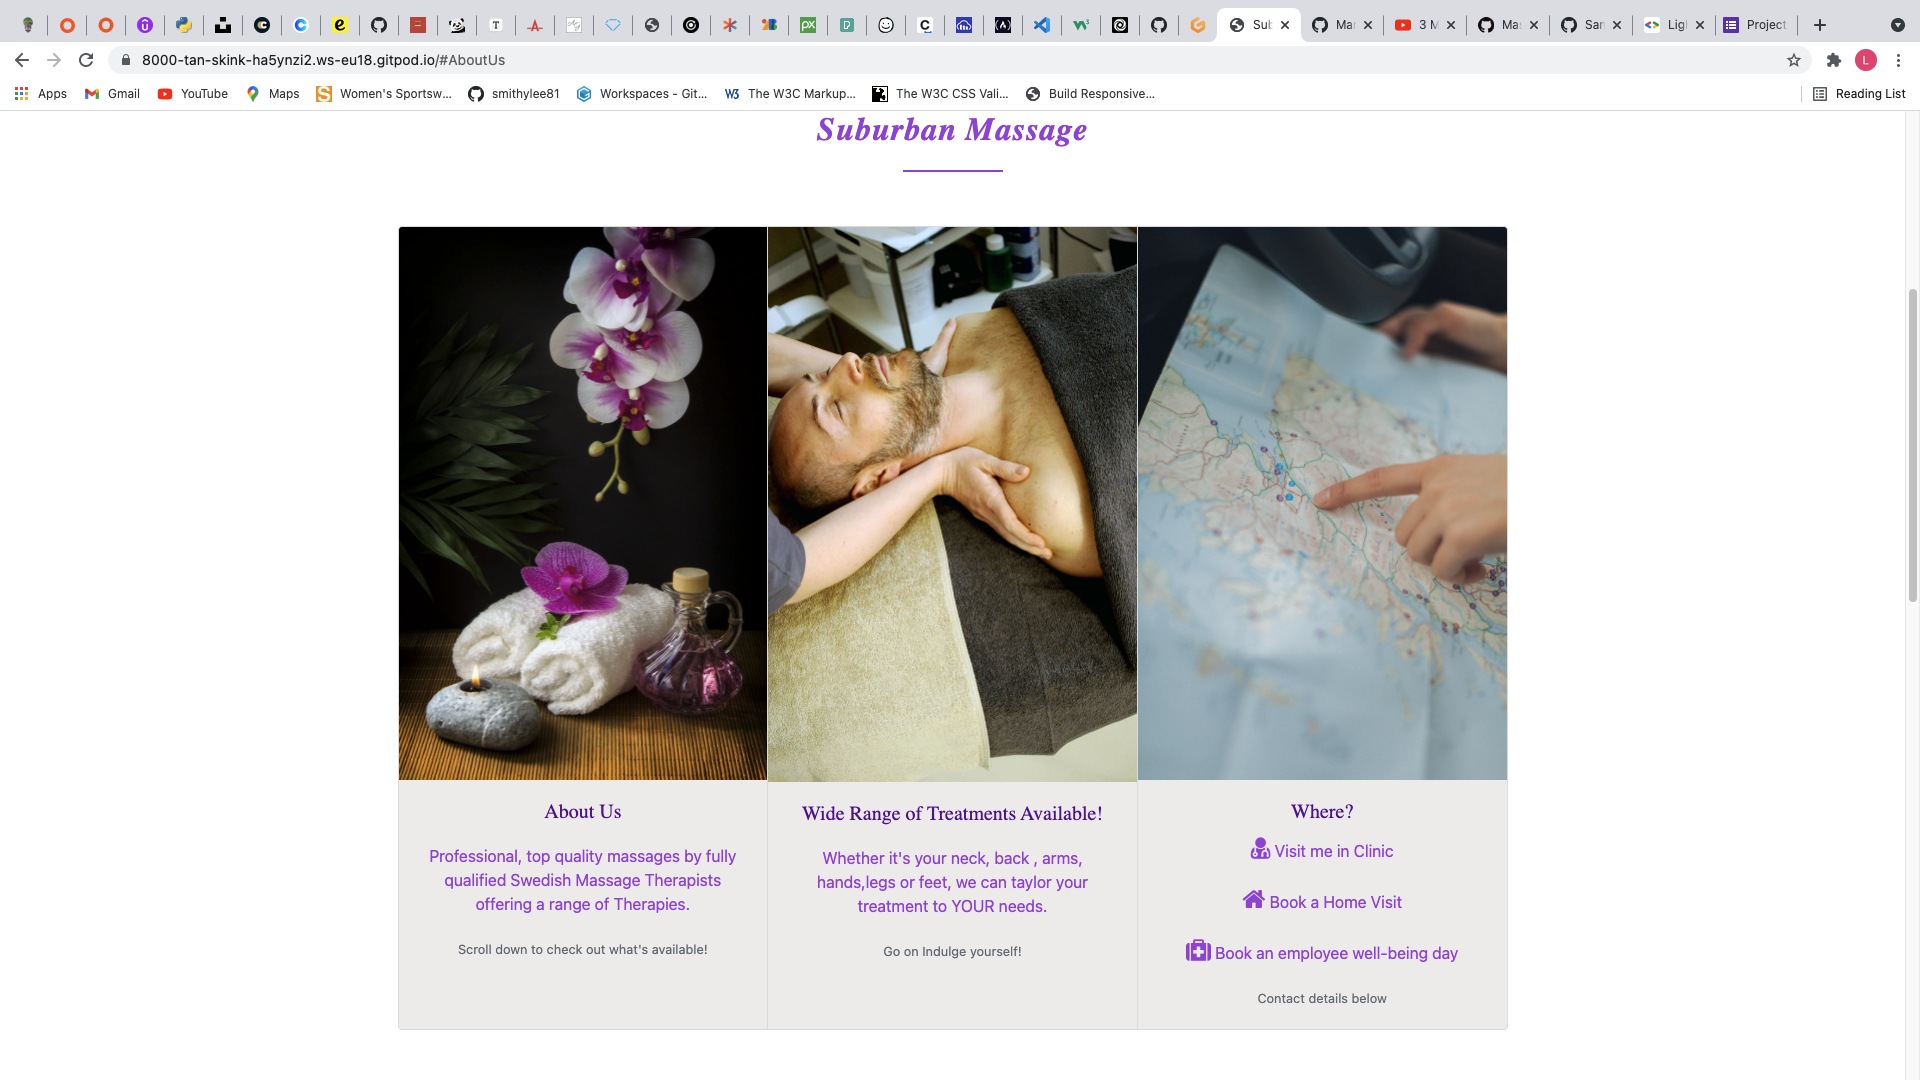 Sub
Mar
3 M
Mas
San
Ligh
Project
8000-tan-skink-ha5ynzi2.ws-eu18.gitpod.io/#AboutUs
L
Apps
Gmail
YouTube
Maps
Women's Sportsw...
smithylee81
Workspaces - Git...
W3 The W3C Markup...
The W3C CSS Vali...
Build Responsive...
Reading List
Suburban Massage
About Us
Professional, top quality massages by fully
qualified Swedish Massage Therapists
offering a range of Therapies.
Scroll down to check out what's available!
Wide Range of Treatments Available!
Whether it's your neck, back , arms,
hands,legs or feet, we can taylor your
treatment to YOUR needs.
Go on Indulge yourself!
Where?
Visit me in Clinic
Book a Home Visit
Book an employee well-being day
Contact details below